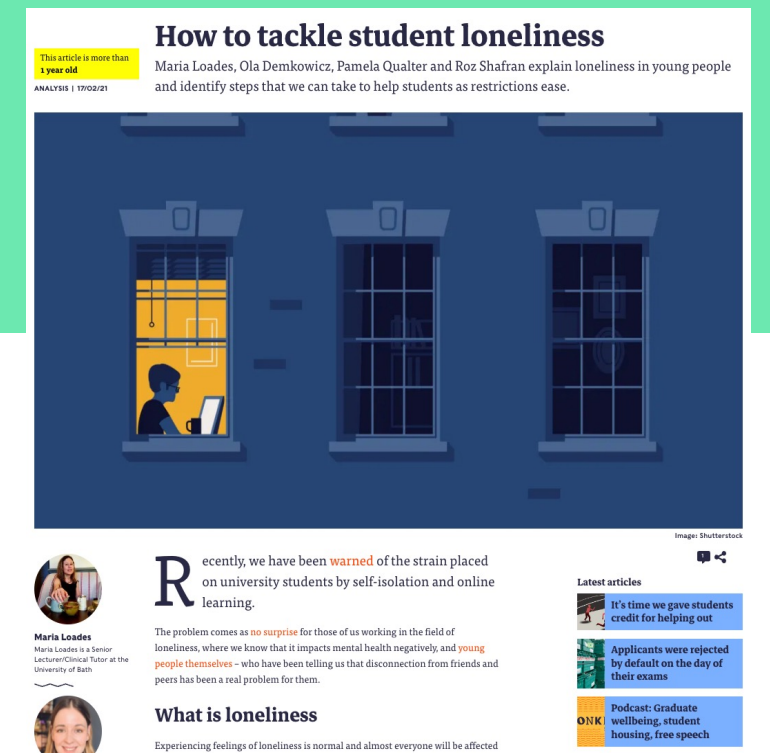 How to tackle student loneliness
This article is more than
1 year old
Maria Loades, Ola Demkowicz, Pamela Qualter and Roz Shafran explain loneliness in young people
and identify steps that we can take to help students as restrictions ease.
ANALYSIS | 17/02/21
Image: Shutterstock
Recently, we have been warned of the strain placed
on university students by self-isolation and online
learning.
The problem comes as no surprise for those of us working in the field of
loneliness, where we know that it impacts mental health negatively, and young
people themselves – who have been telling us that disconnection from friends and
peers has been a real problem for them.
What is loneliness
Experiencing feelings of loneliness is normal and almost everyone will be affected
Maria Loades
Maria Loades is a Senior
Lecturer/Clinical Tutor at the
University of Bath
1
Latest articles
It's time we gave students
credit for helping out
Applicants were rejected
by default on the day of
their exams
ONK
Podcast: Graduate
wellbeing, student
housing, free speech